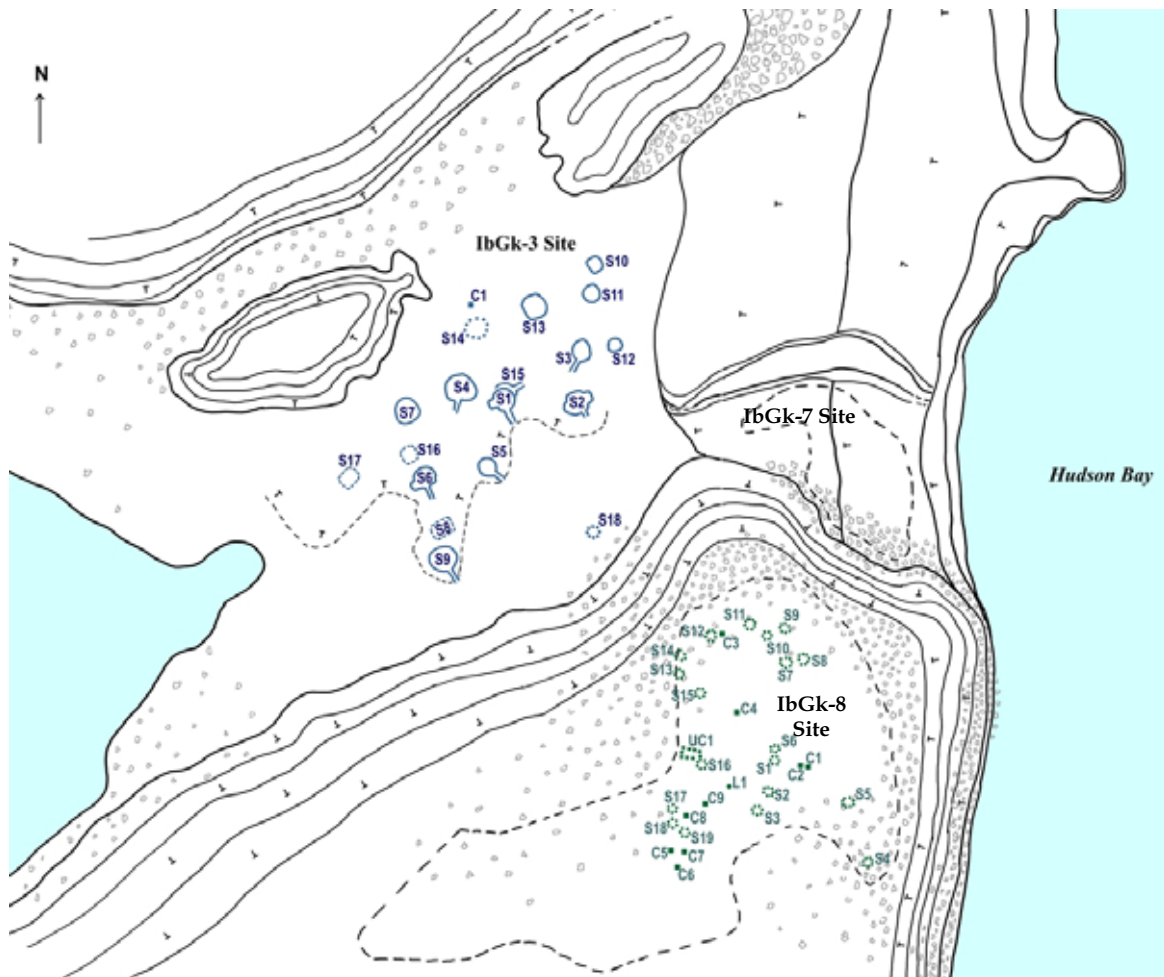 N
IbGk-3 Site
S10
C1
S11
S13
S14
S3
S12
S15
S4
S1
S2
S7
IbGk-7 Site
S16
S5
S17
S6
Hudson Bay
S8
S18
S9
S11
S9
S12
C3
S10
S14
S8
S13
S7
S15
IbGk-8
Site
C4
UC1
S6
S16
S1
C2
C1
L1
S2
S17
C9
S5
C8
S3
S18
S19
C5
C7
S4
C6